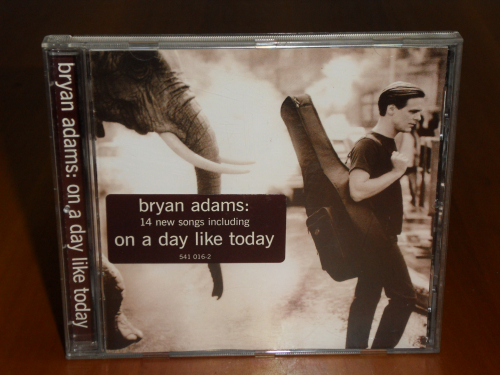 bryan adams: on a day like today
bryan adams:
14 new songs including
on a day like today
541 016-2